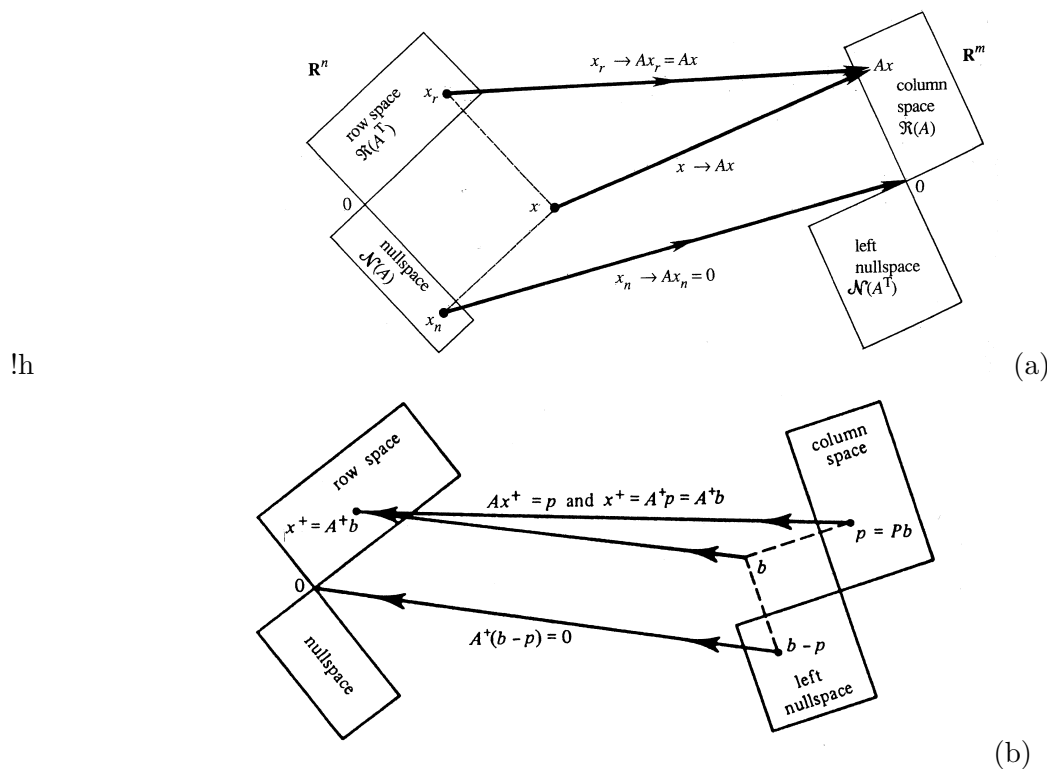 R^n
R^m
x_r → Ax_r = Ax
Ax
x_r
row space
ℜ(A^T)
column
space
ℜ(A)
x → Ax
0
x
0
nullspace
𝒩(A)
left
nullspace
𝒩(A^T)
x_n → Ax_n = 0
x_n
!h
(a)
row space
column
space
Ax^+ = p and x^+ = A^+p = A^+b
x^+ = A^+b
p = Pb
b
0
A^+(b – p) = 0
b – p
nullspace
left
nullspace
(b)